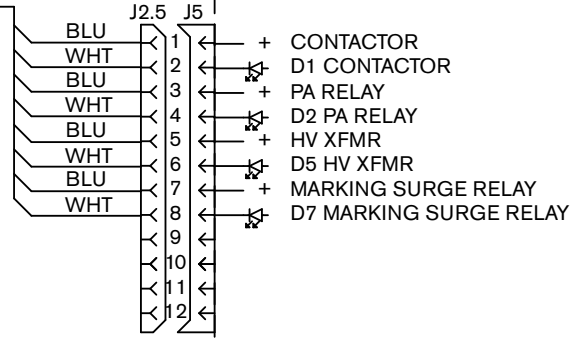 J2.5 J5
BLU 1 + CONTACTOR
WHT 2 D1 CONTACTOR
BLU 3 + PA RELAY
WHT 4 D2 PA RELAY
BLU 5 + HV XFMR
WHT 6 D5 HV XFMR
BLU 7 + MARKING SURGE RELAY
WHT 8 D7 MARKING SURGE RELAY
9
10
11
12